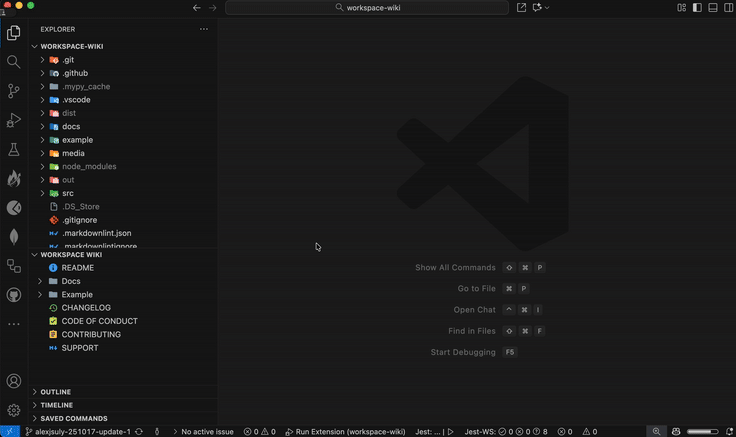 workspace-wiki
EXPLORER
WORKSPACE-WIKI
.git
.github
.mypy_cache
.vscode
dist
docs
example
media
node_modules
out
src
.DS_Store
.gitignore
.markdownlint.json
.markdownlintignore
WORKSPACE WIKI
README
Docs
Example
CHANGELOG
CODE OF CONDUCT
CONTRIBUTING
SUPPORT
OUTLINE
TIMELINE
SAVED COMMANDS
Show All Commands ⇧ ⌘ P
Go to File ⌘ P
Open Chat ^ ⌘ I
Find in Files ⇧ ⌘ F
Start Debugging F5
alexjsuly-251017-update-1 No active issue 0 0 Run Extension (workspace-wiki) Jest: ... | Jest-WS: 0 0 8 0 0